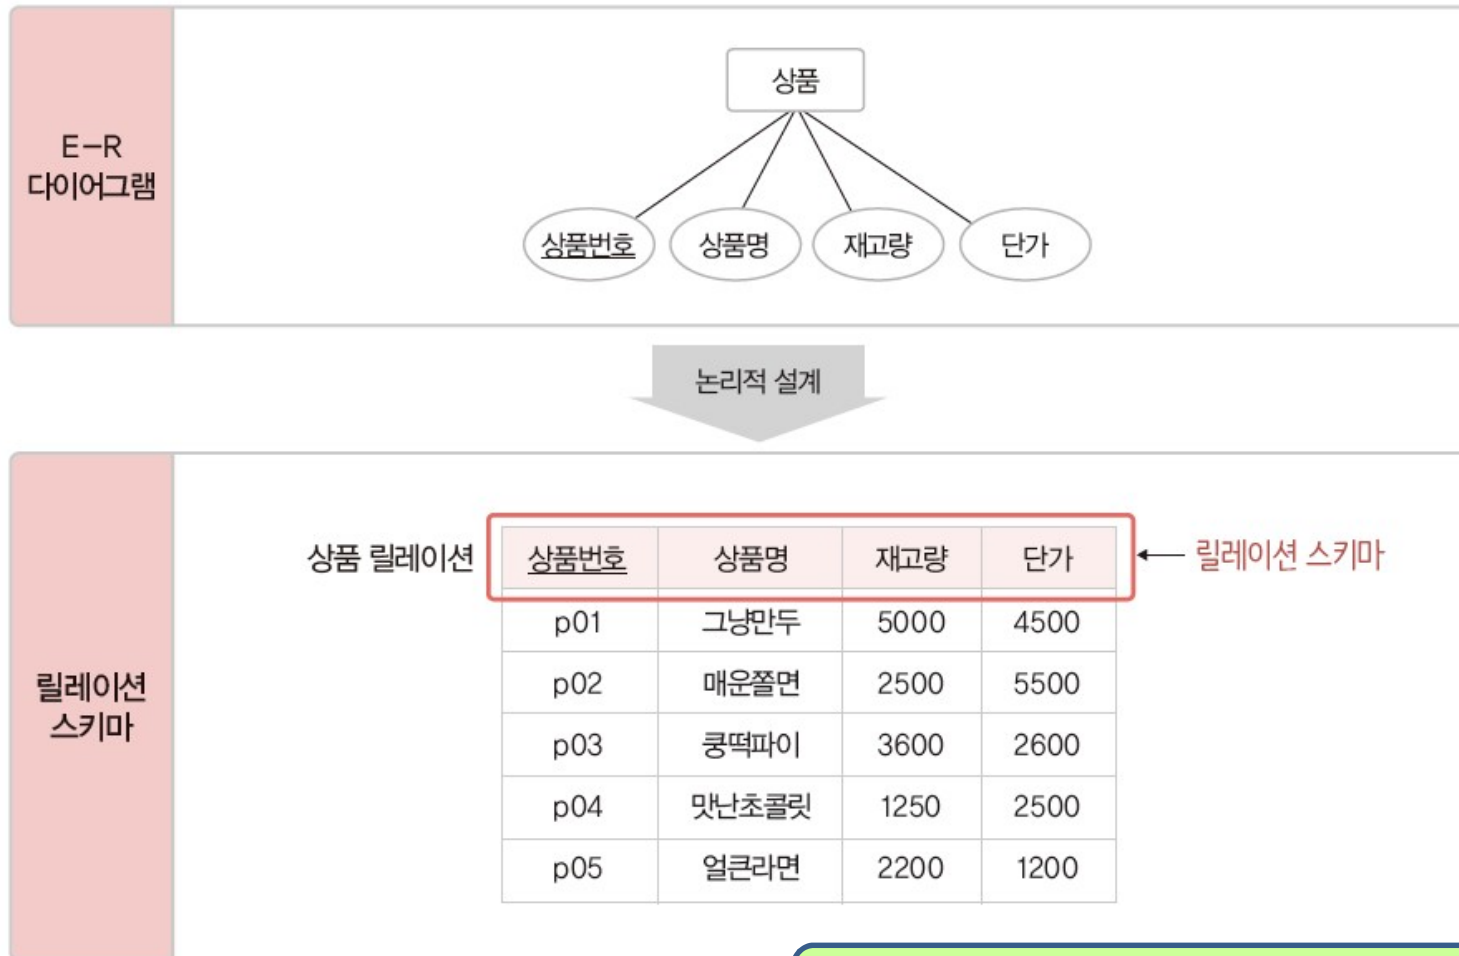 E-R
다이어그램
상품
상품번호 상품명 재고량 단가
논리적 설계
릴레이션
스키마
상품 릴레이션
상품번호 상품명 재고량 단가
릴레이션 스키마
p01 그냥만두 5000 4500
p02 매운쫄면 2500 5500
p03 쿵떡파이 3600 2600
p04 맛난초콜릿 1250 2500
p05 얼큰라면 2200 1200